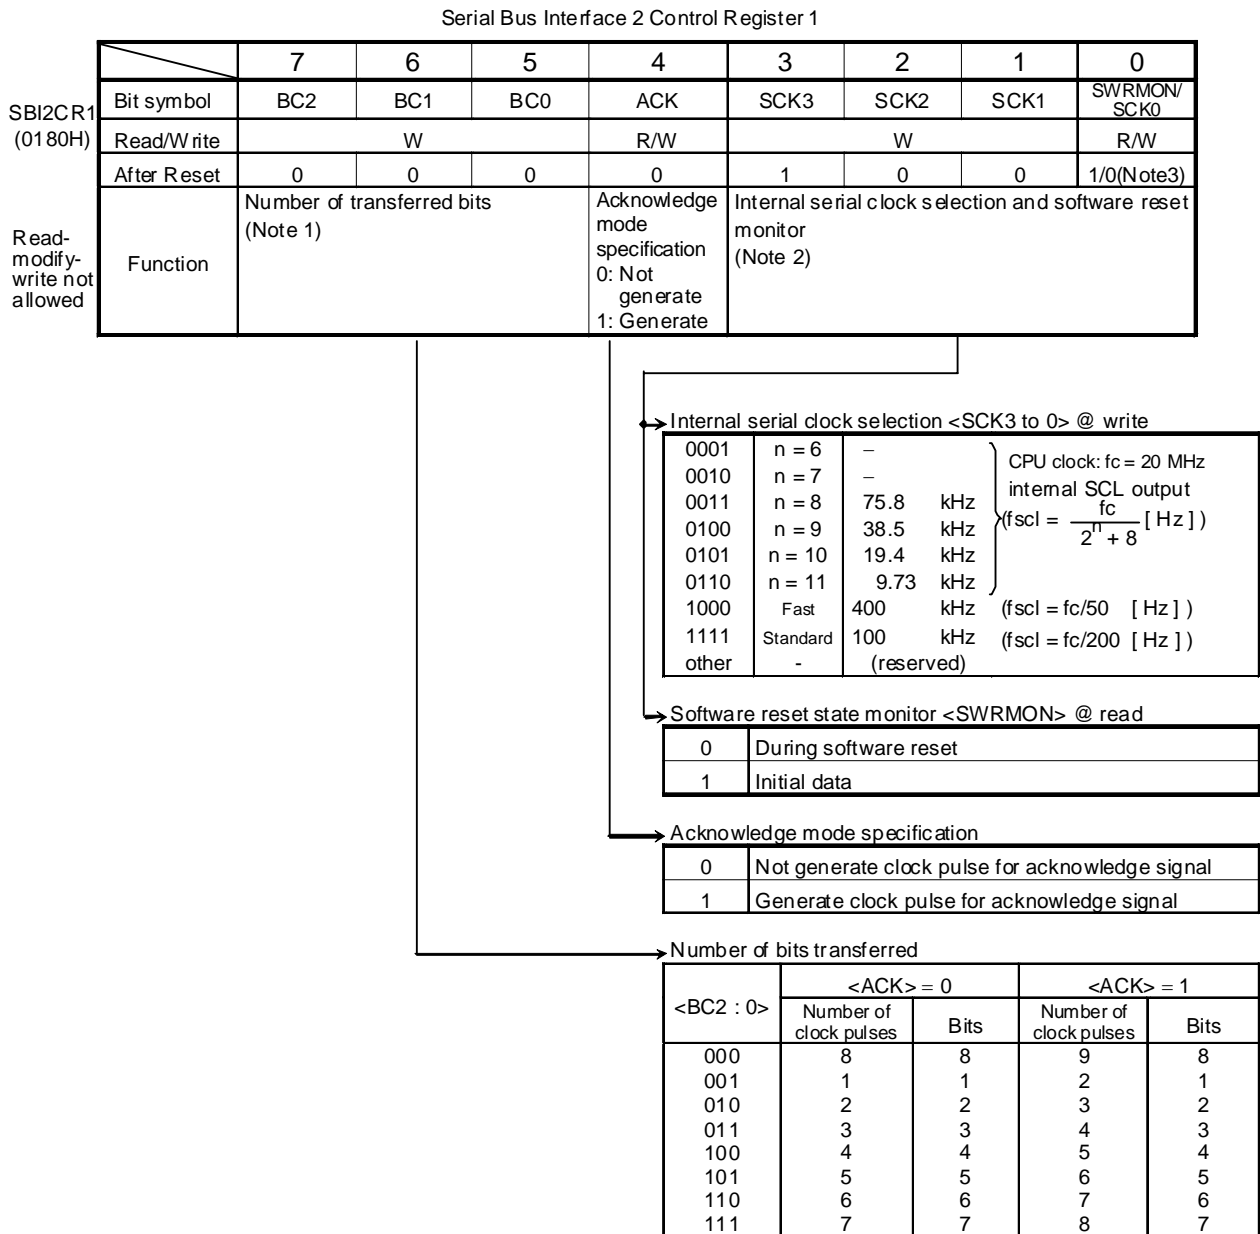 Serial Bus Interface 2 Control Register 1
7 6 5 4 3 2 1 0
SBI2CR1
(0180H)
Bit symbol BC2 BC1 BC0 ACK SCK3 SCK2 SCK1 SWRMON/
SCK0
Read/Write W R/W W R/W
After Reset 0 0 0 0 1 0 0 1/0(Note3)
Read-
modify-
write not
allowed
Function
Number of transferred bits
(Note 1)
Acknowledge
mode
specification
0: Not
generate
1: Generate
Internal serial clock selection and software reset
monitor
(Note 2)
Internal serial clock selection <SCK3 to 0> @ write
0001 n = 6 –
0010 n = 7 –
0011 n = 8 75.8 kHz
0100 n = 9 38.5 kHz
0101 n = 10 19.4 kHz
0110 n = 11 9.73 kHz
CPU clock: fc = 20 MHz
internal SCL output
(fscl = fc / 2^n + 8 [ Hz ] )
1000 Fast 400 kHz (fscl = fc/50 [ Hz ] )
1111 Standard 100 kHz (fscl = fc/200 [ Hz ] )
other - (reserved)
Software reset state monitor <SWRMON> @ read
0 During software reset
1 Initial data
Acknowledge mode specification
0 Not generate clock pulse for acknowledge signal
1 Generate clock pulse for acknowledge signal
Number of bits transferred
<BC2 : 0> <ACK> = 0 <ACK> = 1
Number of
clock pulses
Bits
Number of
clock pulses
Bits
000 8 8 9 8
001 1 1 2 1
010 2 2 3 2
011 3 3 4 3
100 4 4 5 4
101 5 5 6 5
110 6 6 7 6
111 7 7 8 7